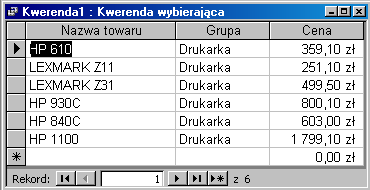 Kwerenda1 : Kwerenda wybierająca
Nazwa towaru Grupa Cena
HP 610 Drukarka 359,10 zł
LEXMARK Z11 Drukarka 251,10 zł
LEXMARK Z31 Drukarka 499,50 zł
HP 930C Drukarka 800,10 zł
HP 840C Drukarka 603,00 zł
HP 1100 Drukarka 1 799,10 zł
0,00 zł
Rekord: 1 z 6